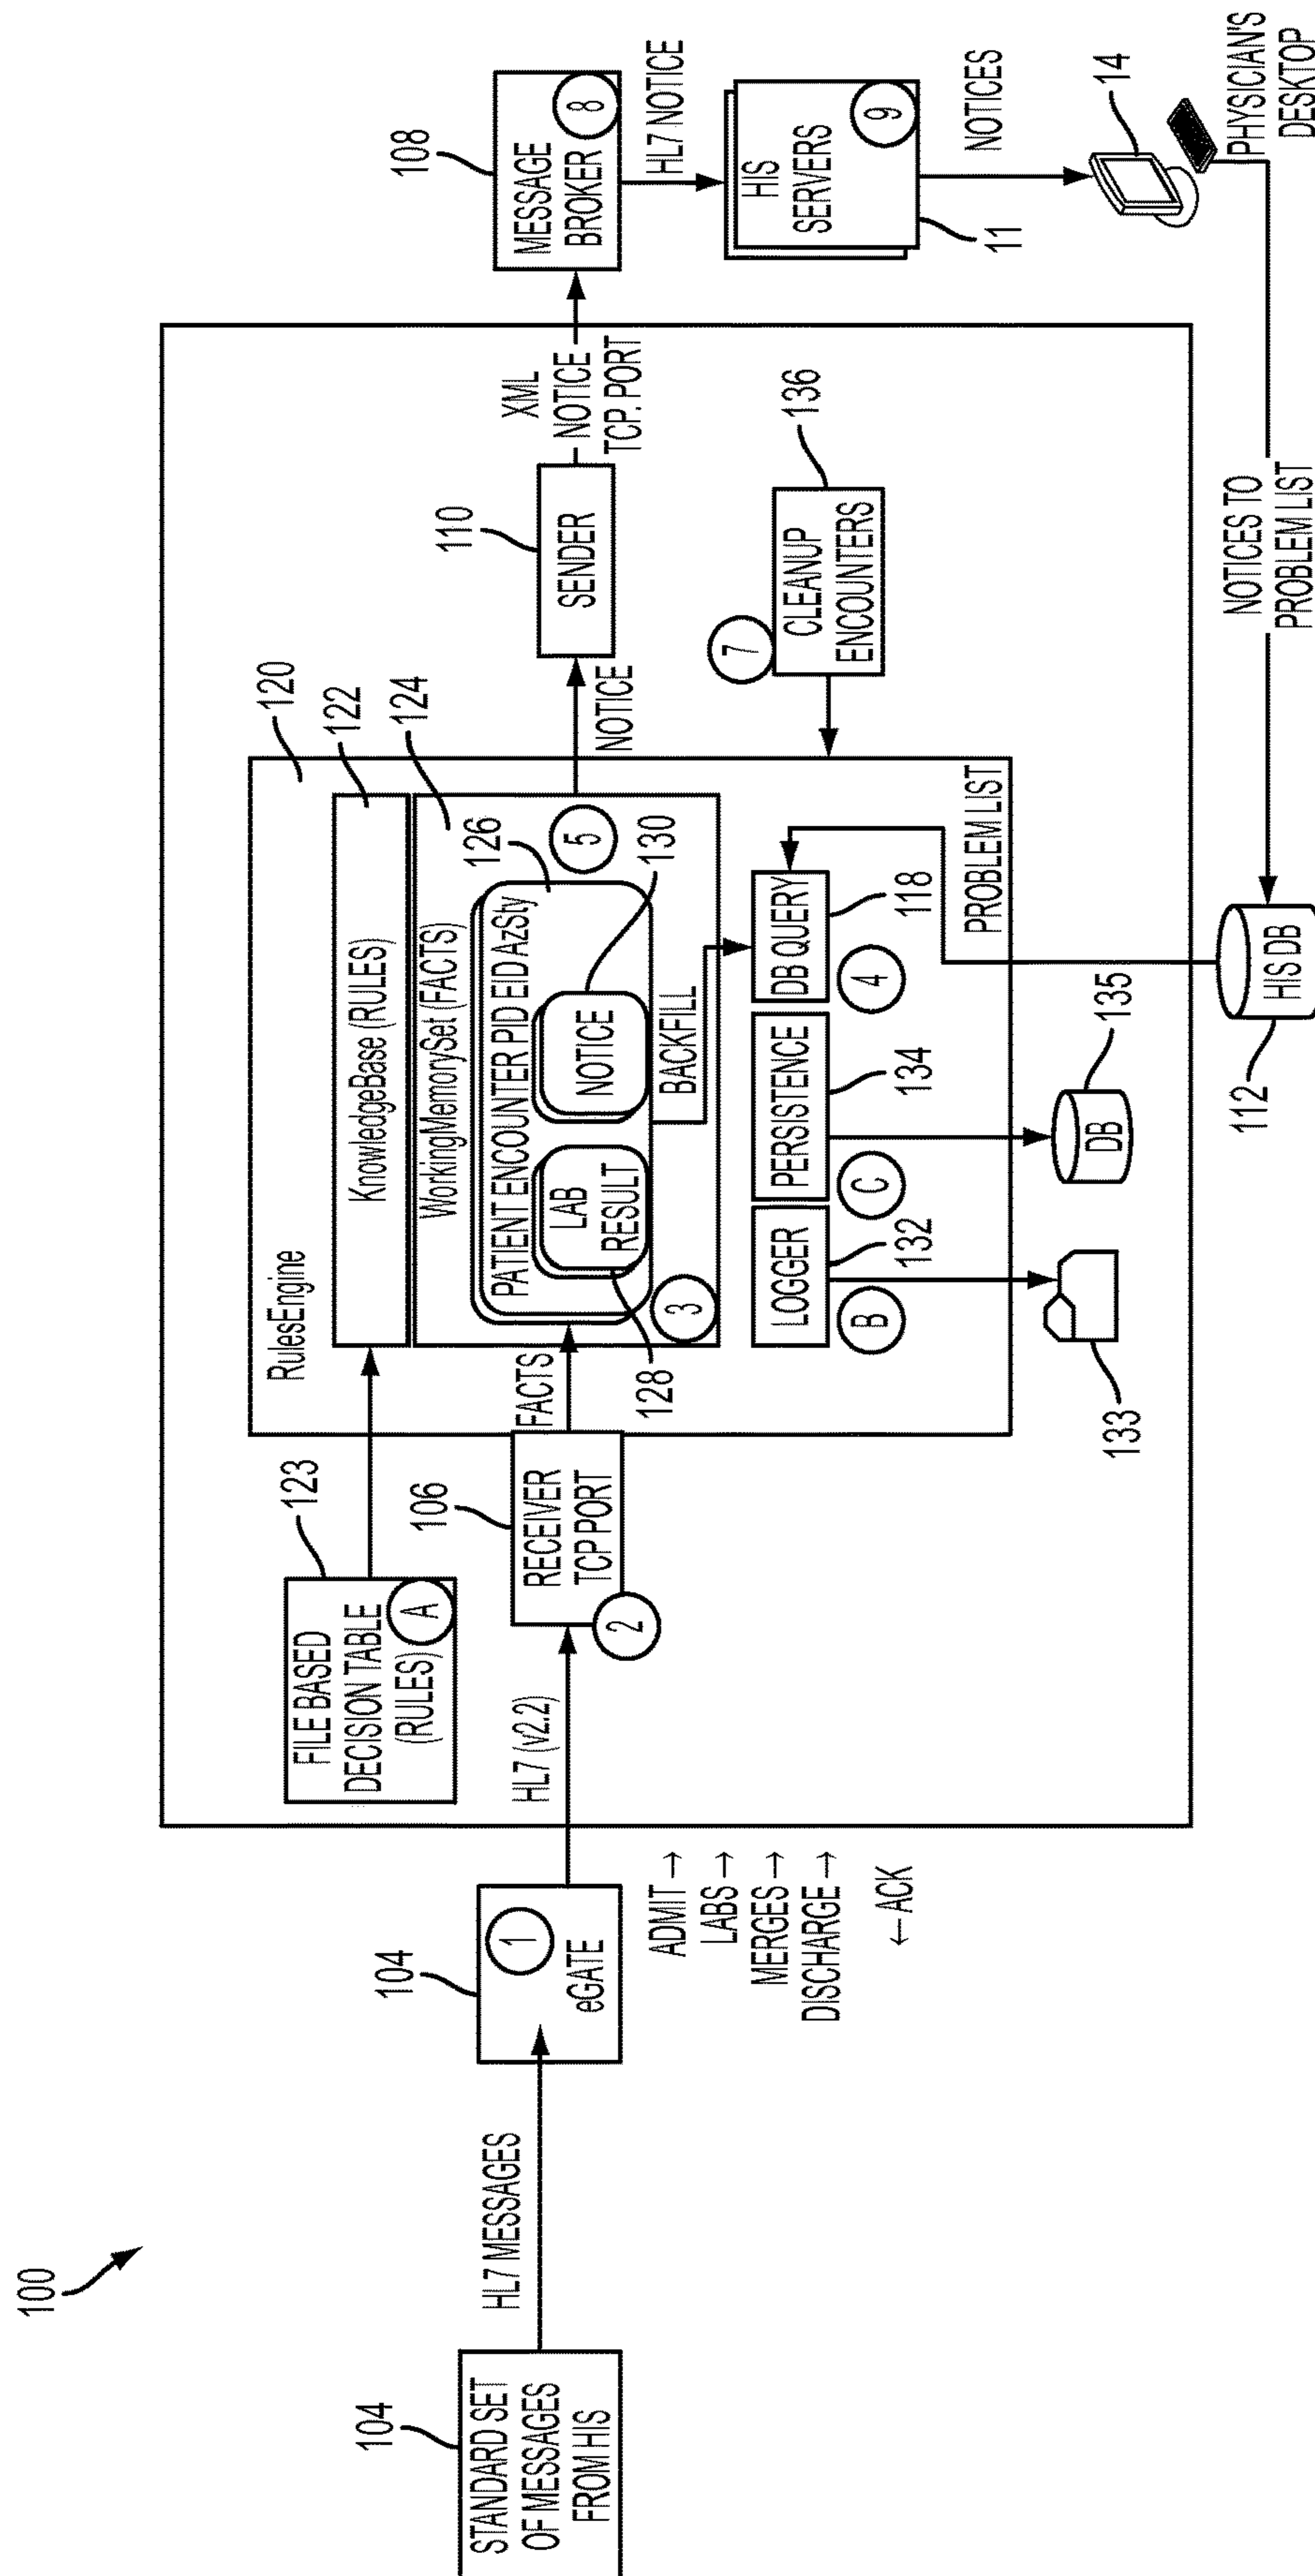 100
104
STANDARD SET
OF MESSAGES
FROM HIS
HL7 MESSAGES
104
1
eGATE
ADMIT →
LABS →
MERGES →
DISCHARGE →
← ACK
HL7 (v2.2)
123
FILE BASED
DECISION TABLE
(RULES)
A
106
RECEIVER
TCP PORT
2
FACTS
RulesEngine
120
KnowledgeBase (RULES)
122
WorkingMemorySet (FACTS)
124
PATIENT ENCOUNTER PID EID AzSty
126
LAB
RESULT
128
NOTICE
130
3
5
BACKFILL
LOGGER
132
B
133
PERSISTENCE
134
C
DB
135
DB QUERY
118
4
PROBLEM LIST
NOTICE
110
SENDER
XML
NOTICE
TCP. PORT
7
CLEANUP
ENCOUNTERS
136
108
MESSAGE
BROKER
8
HL7 NOTICE
HIS
SERVERS
9
11
NOTICES
14
PHYSICIAN'S
DESKTOP
NOTICES TO
PROBLEM LIST
HIS DB
112